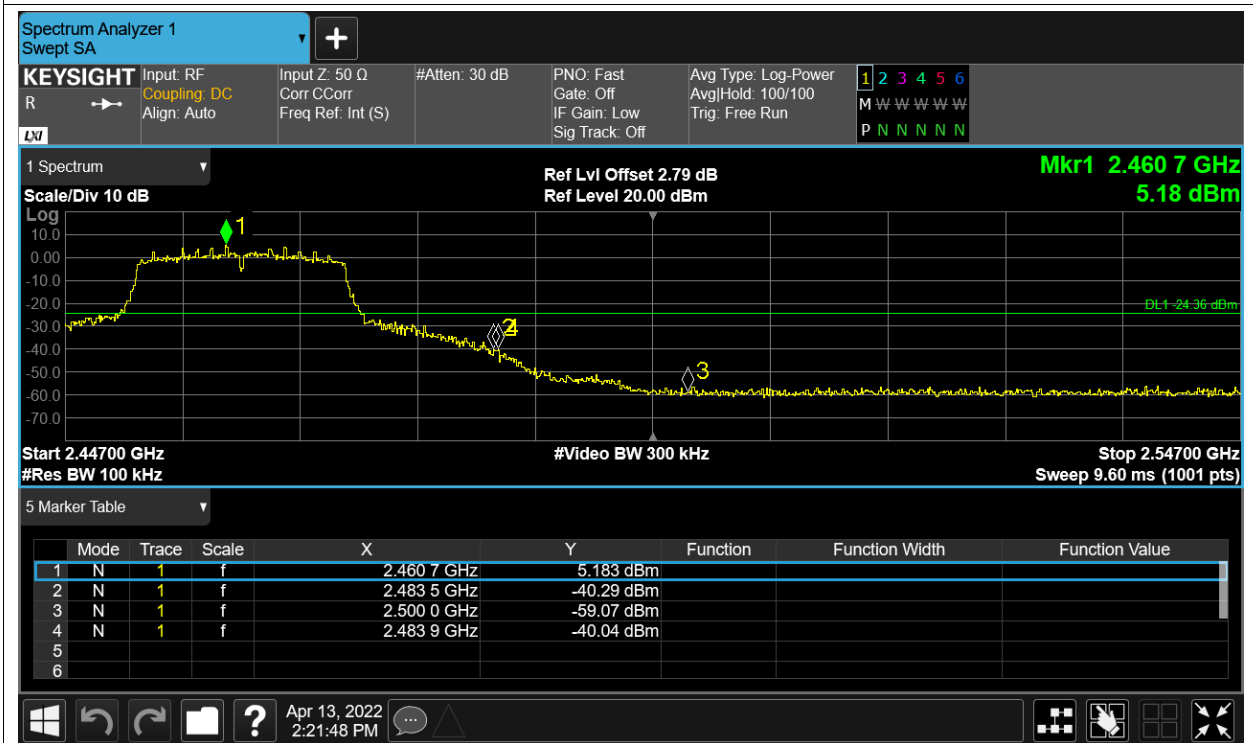 Spectrum Analyzer 1
Swept SA
+
KEYSIGHT
R
LXI
Input: RF
Coupling: DC
Align: Auto
Input Z: 50 Ω
Corr CCorr
Freq Ref: Int (S)
#Atten: 30 dB
PNO: Fast
Gate: Off
IF Gain: Low
Sig Track: Off
Avg Type: Log-Power
Avg|Hold: 100/100
Trig: Free Run
1 2 3 4 5 6
M W W W W W
P N N N N N
1 Spectrum
Scale/Div 10 dB
Ref Lvl Offset 2.79 dB
Ref Level 20.00 dBm
Mkr1 2.460 7 GHz
5.18 dBm
Log
10.0
0.00
-10.0
-20.0
-30.0
-40.0
-50.0
-60.0
-70.0
1
3
DL1 -24.36 dBm
Start 2.44700 GHz
#Res BW 100 kHz
#Video BW 300 kHz
Stop 2.54700 GHz
Sweep 9.60 ms (1001 pts)
5 Marker Table
Mode Trace Scale X Y Function Function Width Function Value
1 N 1 f 2.460 7 GHz 5.183 dBm
2 N 1 f 2.483 5 GHz -40.29 dBm
3 N 1 f 2.500 0 GHz -59.07 dBm
4 N 1 f 2.483 9 GHz -40.04 dBm
5
6
?
Apr 13, 2022
2:21:48 PM